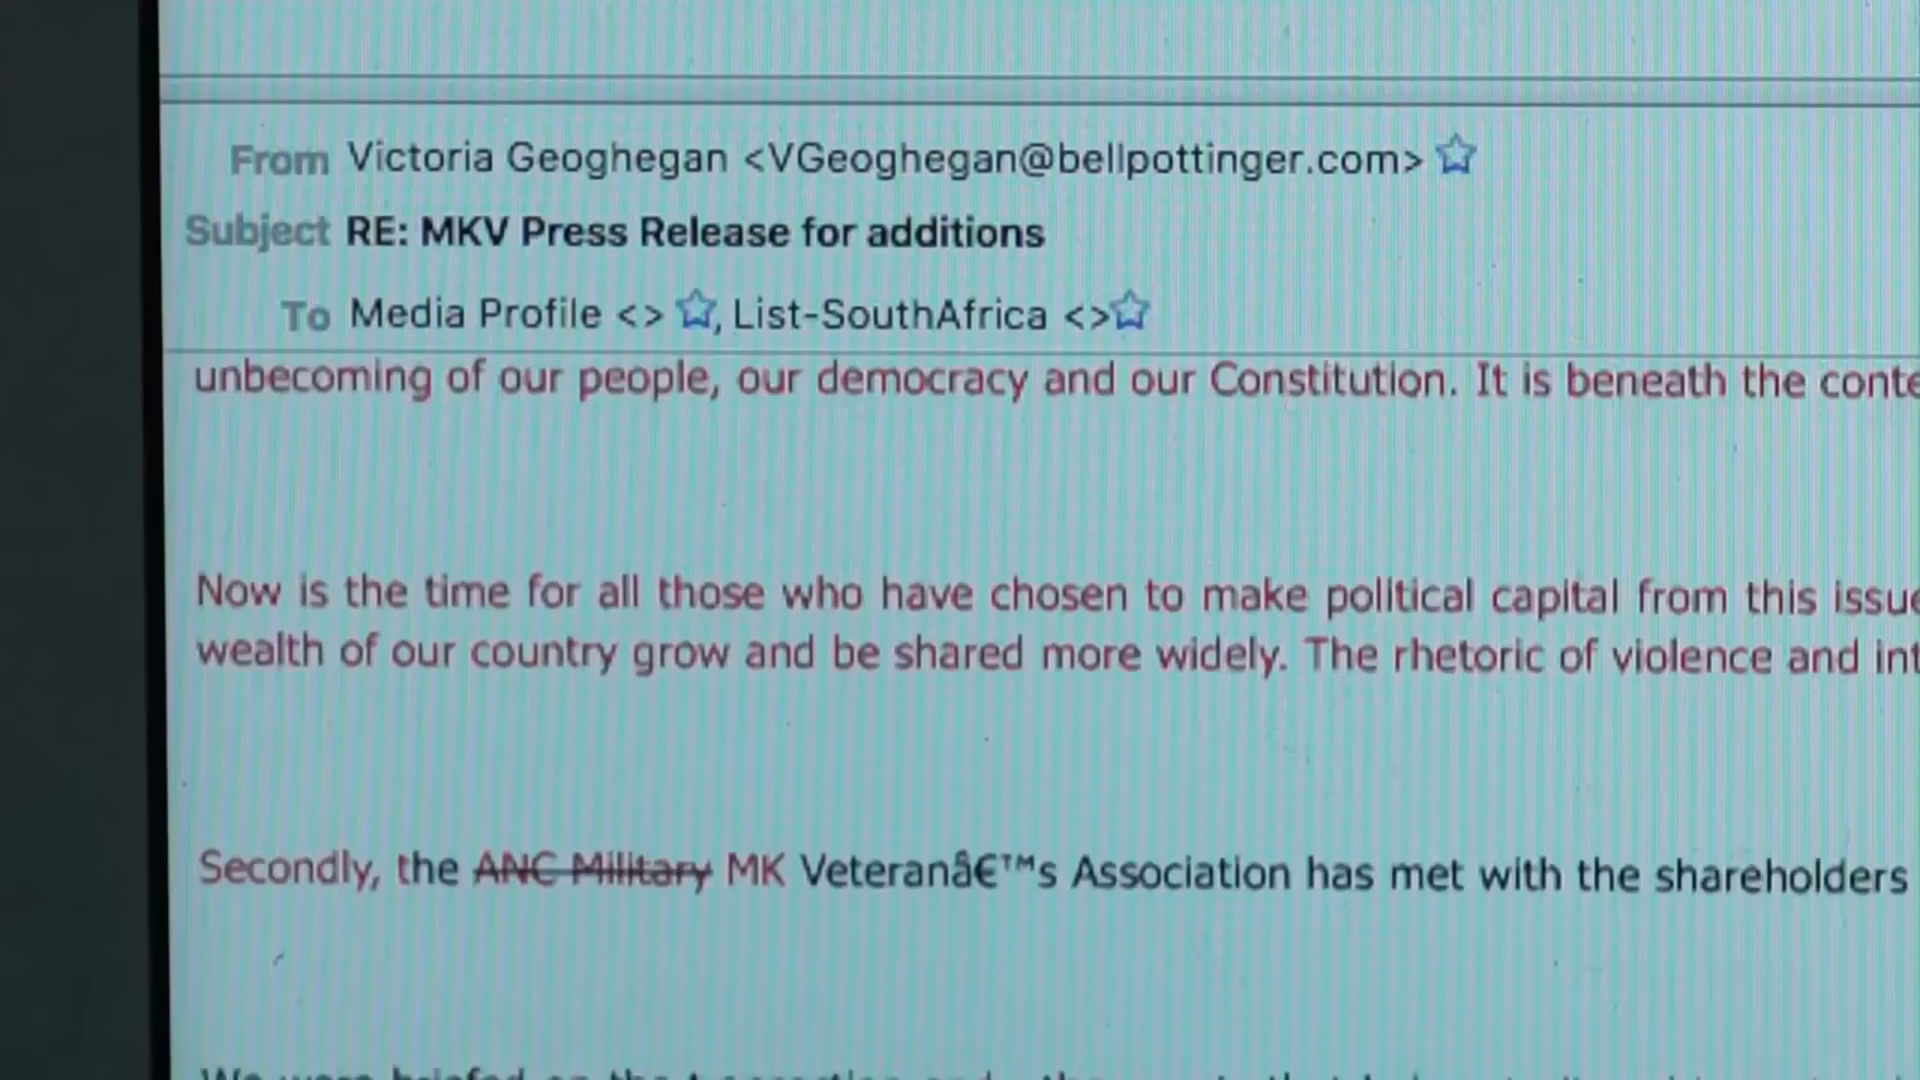 From Victoria Geoghegan <VGeoghegan@bellpottinger.com>
Subject RE: MKV Press Release for additions
To Media Profile <> , List-SouthAfrica <>
unbecoming of our people, our democracy and our Constitution. It is beneath the
Now is the time for all those who have chosen to make political capital from this
wealth of our country grow and be shared more widely. The rhetoric of violence and
Secondly, the ANC Military MK Veteranâ€™s Association has met with the shareholders